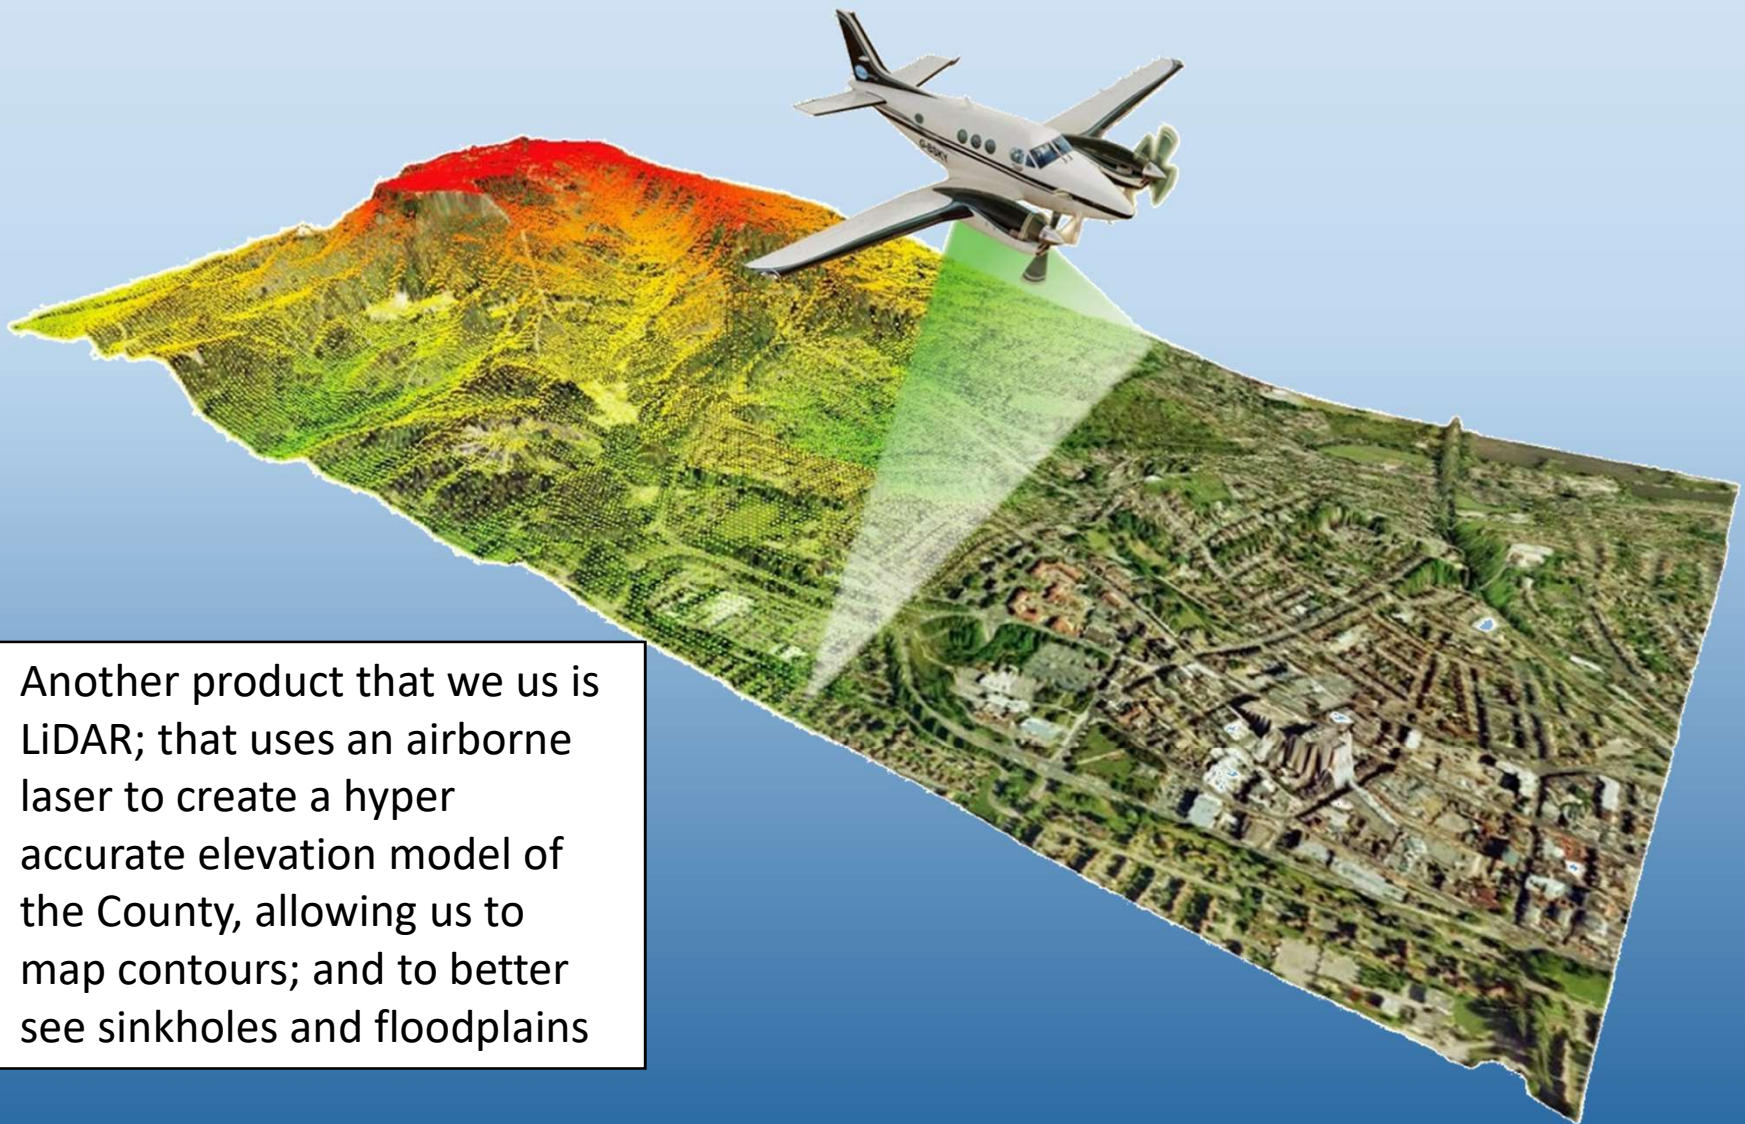 G-BSKY
Another product that we us is
LiDAR; that uses an airborne
laser to create a hyper
accurate elevation model of
the County, allowing us to
map contours; and to better
see sinkholes and floodplains